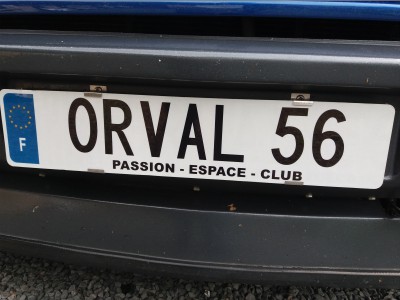 F
ORVAL 56
PASSION - ESPACE - CLUB